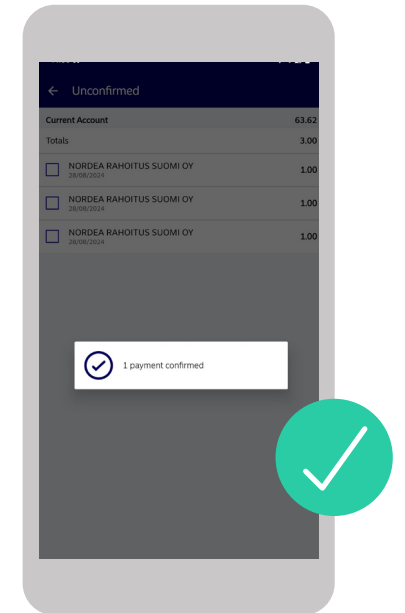 Unconfirmed
Current Account 63.62
Totals 3.00
NORDEA RAHOITUS SUOMI OY 1.00
28/08/2024
NORDEA RAHOITUS SUOMI OY 1.00
28/08/2024
NORDEA RAHOITUS SUOMI OY 1.00
28/08/2024
1 payment confirmed